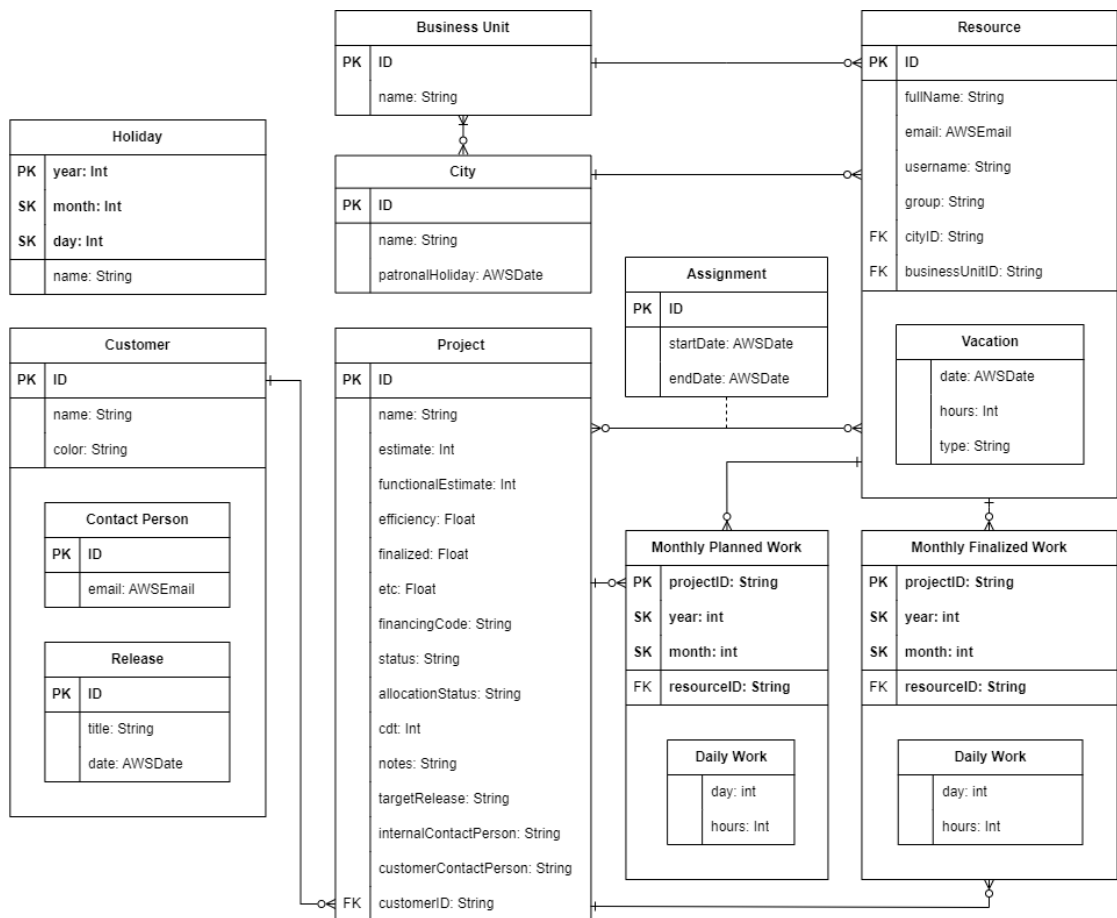 Business Unit
PK ID
name: String
Resource
PK ID
fullName: String
email: AWSEmail
username: String
group: String
FK cityID: String
FK businessUnitID: String
Holiday
PK year: Int
SK month: Int
SK day: Int
name: String
City
PK ID
name: String
patronalHoliday: AWSDate
Assignment
PK ID
startDate: AWSDate
endDate: AWSDate
Vacation
date: AWSDate
hours: Int
type: String
Customer
PK ID
name: String
color: String
Contact Person
PK ID
email: AWSEmail
Release
PK ID
title: String
date: AWSDate
Project
PK ID
name: String
estimate: Int
functionalEstimate: Int
efficiency: Float
finalized: Float
etc: Float
financingCode: String
status: String
allocationStatus: String
cdt: Int
notes: String
targetRelease: String
internalContactPerson: String
customerContactPerson: String
FK customerID: String
Monthly Planned Work
PK projectID: String
SK year: int
SK month: int
FK resourceID: String
Daily Work
day: int
hours: Int
Monthly Finalized Work
PK projectID: String
SK year: int
SK month: int
FK resourceID: String
Daily Work
day: int
hours: Int